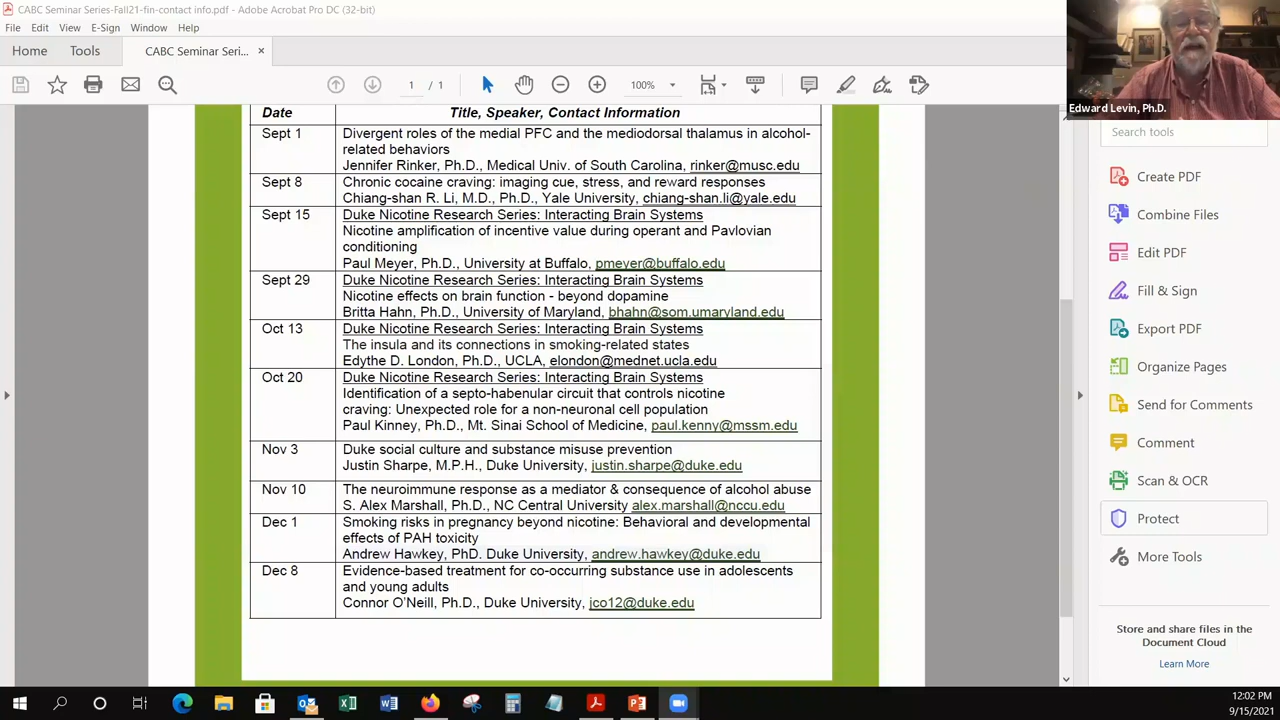 CABC Seminar Series-Fall21-fin-contact info.pdf - Adobe Acrobat Pro DC (32-bit)
File Edit View E-Sign Window Help
Home Tools CABC Seminar Seri... ×
1 / 1 100%
Edward Levin, Ph.D.
Date Title, Speaker, Contact Information
Sept 1 Divergent roles of the medial PFC and the mediodorsal thalamus in alcohol-
related behaviors
Jennifer Rinker, Ph.D., Medical Univ. of South Carolina, rinker@musc.edu
Sept 8 Chronic cocaine craving: imaging cue, stress, and reward responses
Chiang-shan R. Li, M.D., Ph.D., Yale University, chiang-shan.li@yale.edu
Sept 15 Duke Nicotine Research Series: Interacting Brain Systems
Nicotine amplification of incentive value during operant and Pavlovian
conditioning
Paul Meyer, Ph.D., University at Buffalo, pmeyer@buffalo.edu
Sept 29 Duke Nicotine Research Series: Interacting Brain Systems
Nicotine effects on brain function - beyond dopamine
Britta Hahn, Ph.D., University of Maryland, bhahn@som.umaryland.edu
Oct 13 Duke Nicotine Research Series: Interacting Brain Systems
The insula and its connections in smoking-related states
Edythe D. London, Ph.D., UCLA, elondon@mednet.ucla.edu
Oct 20 Duke Nicotine Research Series: Interacting Brain Systems
Identification of a septo-habenular circuit that controls nicotine
craving: Unexpected role for a non-neuronal cell population
Paul Kinney, Ph.D., Mt. Sinai School of Medicine, paul.kenny@mssm.edu
Nov 3 Duke social culture and substance misuse prevention
Justin Sharpe, M.P.H., Duke University, justin.sharpe@duke.edu
Nov 10 The neuroimmune response as a mediator & consequence of alcohol abuse
S. Alex Marshall, Ph.D., NC Central University alex.marshall@nccu.edu
Dec 1 Smoking risks in pregnancy beyond nicotine: Behavioral and developmental
effects of PAH toxicity
Andrew Hawkey, PhD. Duke University, andrew.hawkey@duke.edu
Dec 8 Evidence-based treatment for co-occurring substance use in adolescents
and young adults
Connor O'Neill, Ph.D., Duke University, jco12@duke.edu
Search tools
Create PDF
Combine Files
Edit PDF
Fill & Sign
Export PDF
Organize Pages
Send for Comments
Comment
Scan & OCR
Protect
More Tools
Store and share files in the
Document Cloud
Learn More
12:02 PM
9/15/2021